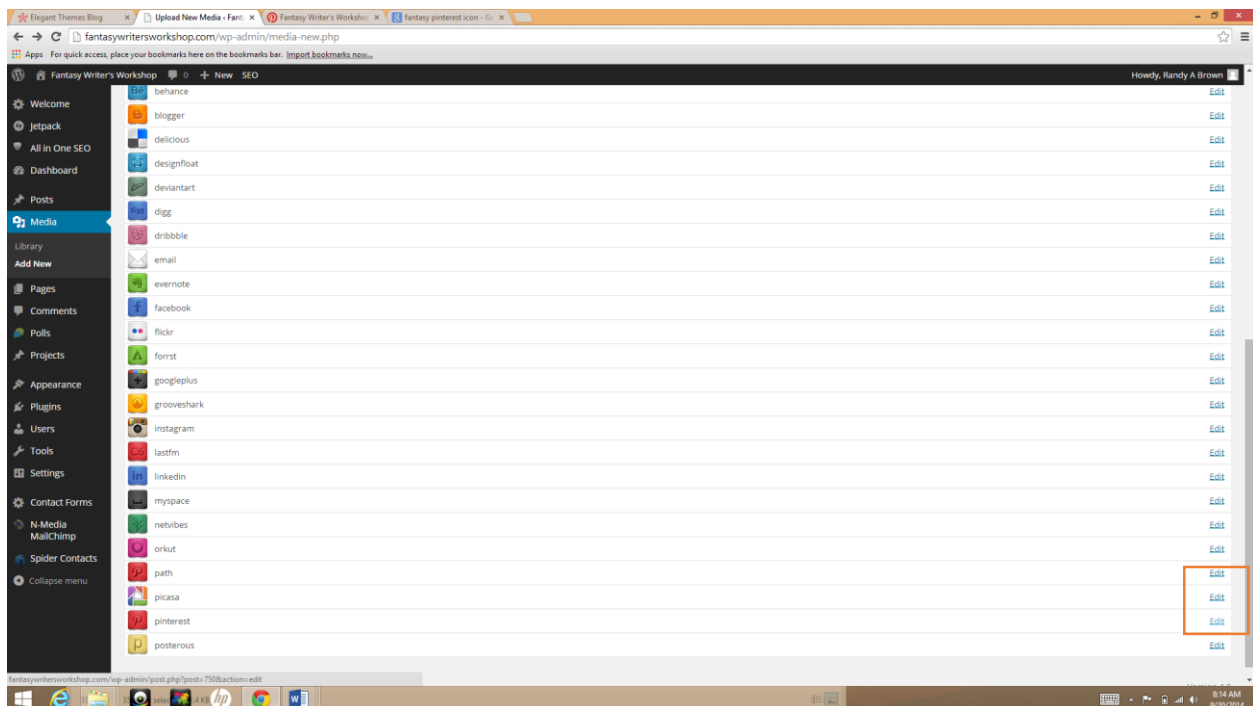 Elegant Themes Blog
Upload New Media ‹ Fant
Fantasy Writer's Workshop
fantasy pinterest icon - Go
fantasywritersworkshop.com/wp-admin/media-new.php
Apps For quick access, place your bookmarks here on the bookmarks bar. Import bookmarks now...
Fantasy Writer's Workshop 0 + New SEO Howdy, Randy A Brown
Welcome
Jetpack
All in One SEO
Dashboard
Posts
Media
Library
Add New
Pages
Comments
Polls
Projects
Appearance
Plugins
Users
Tools
Settings
Contact Forms
N-Media
MailChimp
Spider Contacts
Collapse menu
behance Edit
blogger Edit
delicious Edit
designfloat Edit
deviantart Edit
digg Edit
dribbble Edit
email Edit
evernote Edit
facebook Edit
flickr Edit
forrst Edit
googleplus Edit
grooveshark Edit
instagram Edit
lastfm Edit
linkedin Edit
myspace Edit
netvibes Edit
orkut Edit
path Edit
picasa Edit
pinterest Edit
posterous Edit
fantasywritersworkshop.com/wp-admin/post.php?post=750&action=edit
8:14 AM
9/30/2014